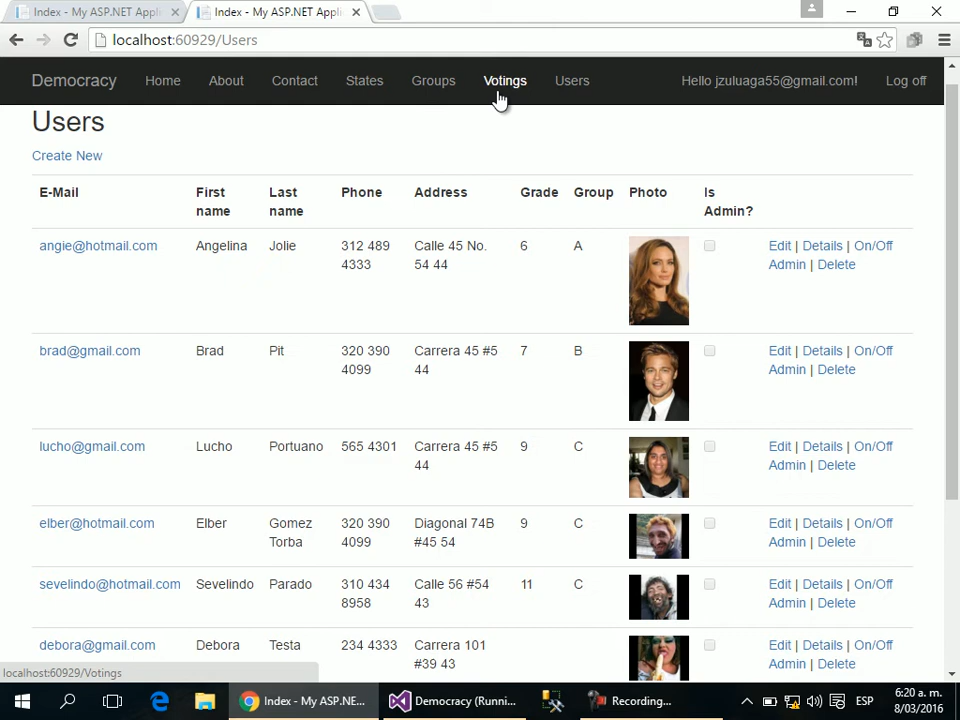 Index - My ASP.NET Appli
Index - My ASP.NET Appli
localhost:60929/Users
Democracy Home About Contact States Groups Votings Users Hello jzuluaga55@gmail.com! Log off
Users
Create New
E-Mail First name Last name Phone Address Grade Group Photo Is Admin?
angie@hotmail.com Angelina Jolie 312 489 4333 Calle 45 No. 54 44 6 A Edit | Details | On/Off Admin | Delete
brad@gmail.com Brad Pit 320 390 4099 Carrera 45 #5 44 7 B Edit | Details | On/Off Admin | Delete
lucho@gmail.com Lucho Portuano 565 4301 Carrera 45 #5 44 9 C Edit | Details | On/Off Admin | Delete
elber@hotmail.com Elber Gomez Torba 320 390 4099 Diagonal 74B #45 54 9 C Edit | Details | On/Off Admin | Delete
sevelindo@hotmail.com Sevelindo Parado 310 434 8958 Calle 56 #54 43 11 C Edit | Details | On/Off Admin | Delete
debora@gmail.com Debora Testa 234 4333 Carrera 101 #39 43 Edit | Details | On/Off Admin | Delete
localhost:60929/Votings
Index - My ASP.NE...
Democracy (Runni...
Recording...
ESP
6:20 a. m.
8/03/2016